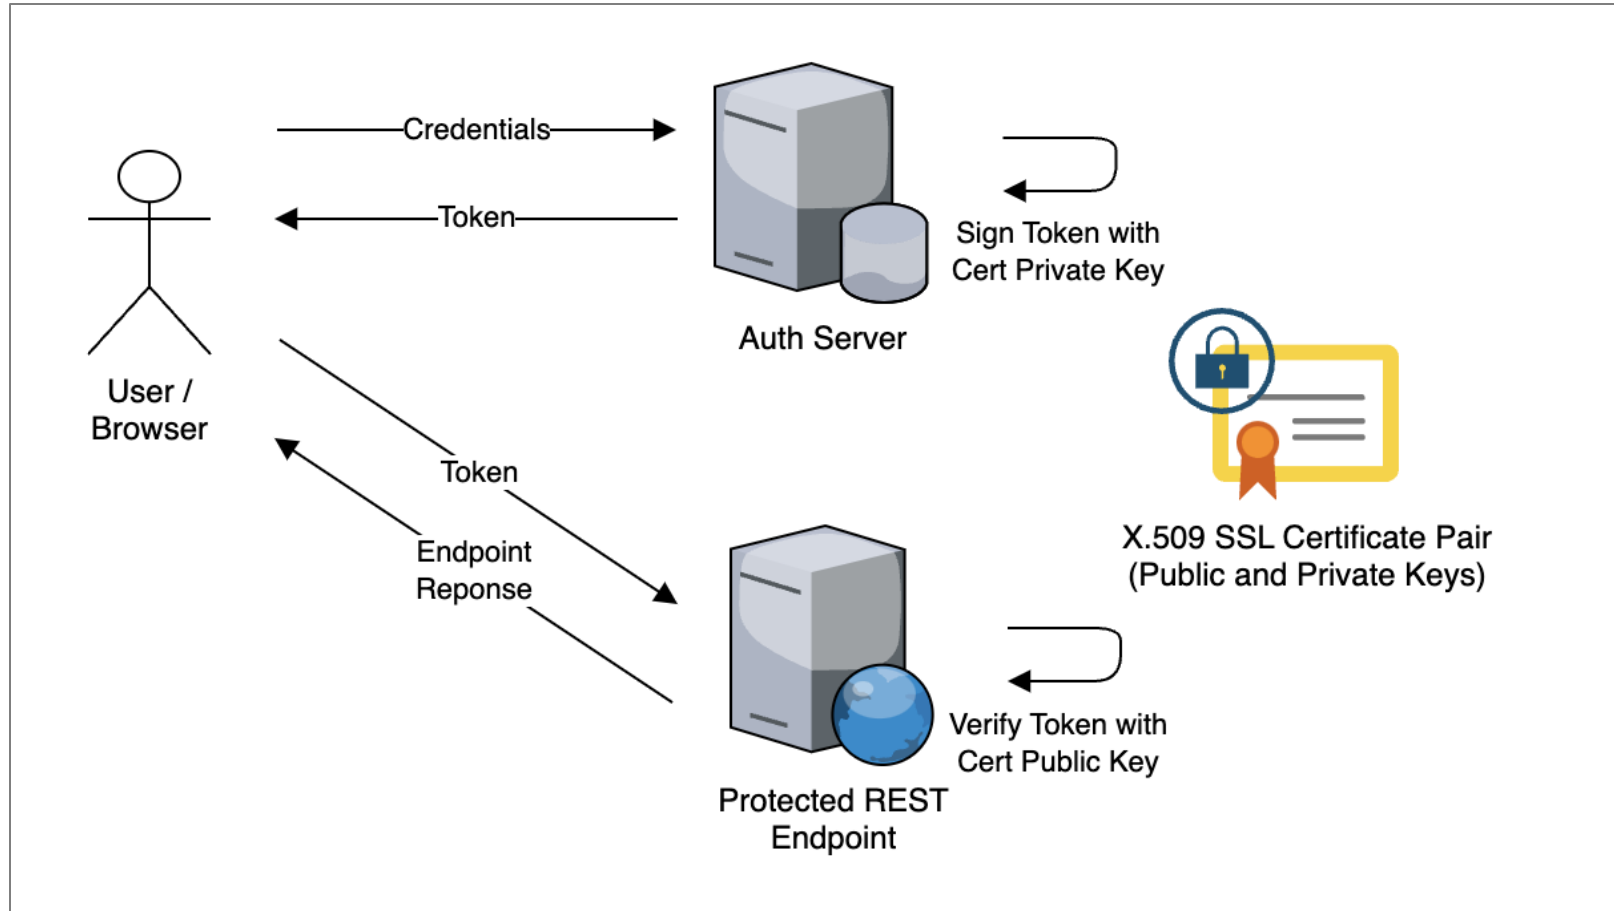 Credentials
Token
Sign Token with
Cert Private Key
Auth Server
User /
Browser
Token
Endpoint
Reponse
X.509 SSL Certificate Pair
(Public and Private Keys)
Verify Token with
Cert Public Key
Protected REST
Endpoint